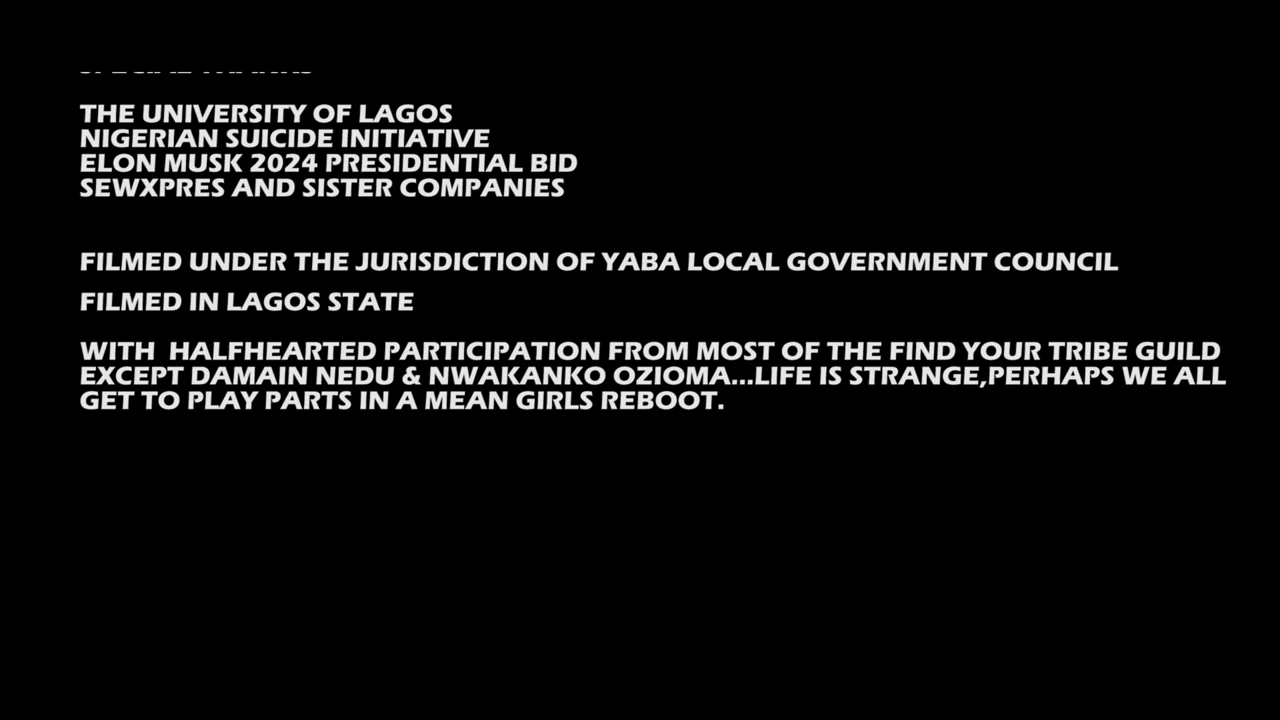 THE UNIVERSITY OF LAGOS
NIGERIAN SUICIDE INITIATIVE
ELON MUSK 2024 PRESIDENTIAL BID
SEWXPRES AND SISTER COMPANIES
FILMED UNDER THE JURISDICTION OF YABA LOCAL GOVERNMENT COUNCIL
FILMED IN LAGOS STATE
WITH  HALFHEARTED PARTICIPATION FROM MOST OF THE FIND YOUR TRIBE GUILD
EXCEPT DAMAIN NEDU & NWAKANKO OZIOMA...LIFE IS STRANGE,PERHAPS WE ALL
GET TO PLAY PARTS IN A MEAN GIRLS REBOOT.